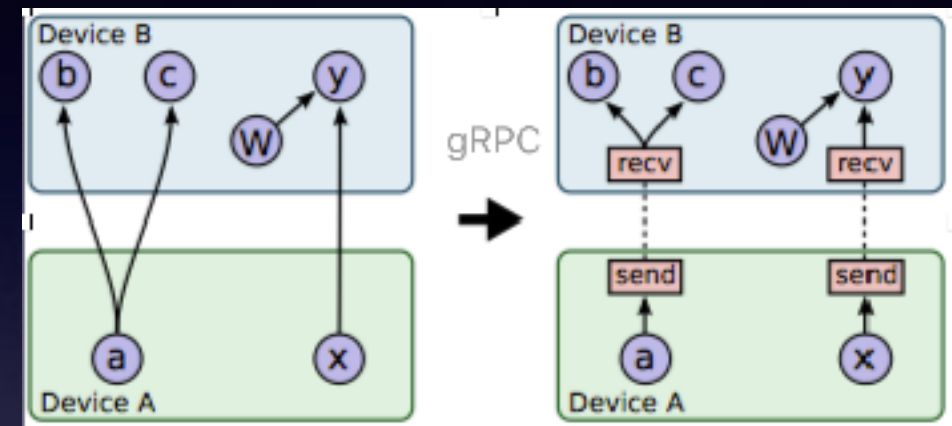 Device B
b c y
W
a x
Device A
gRPC
Device B
b c y
W
recv recv
send send
a x
Device A